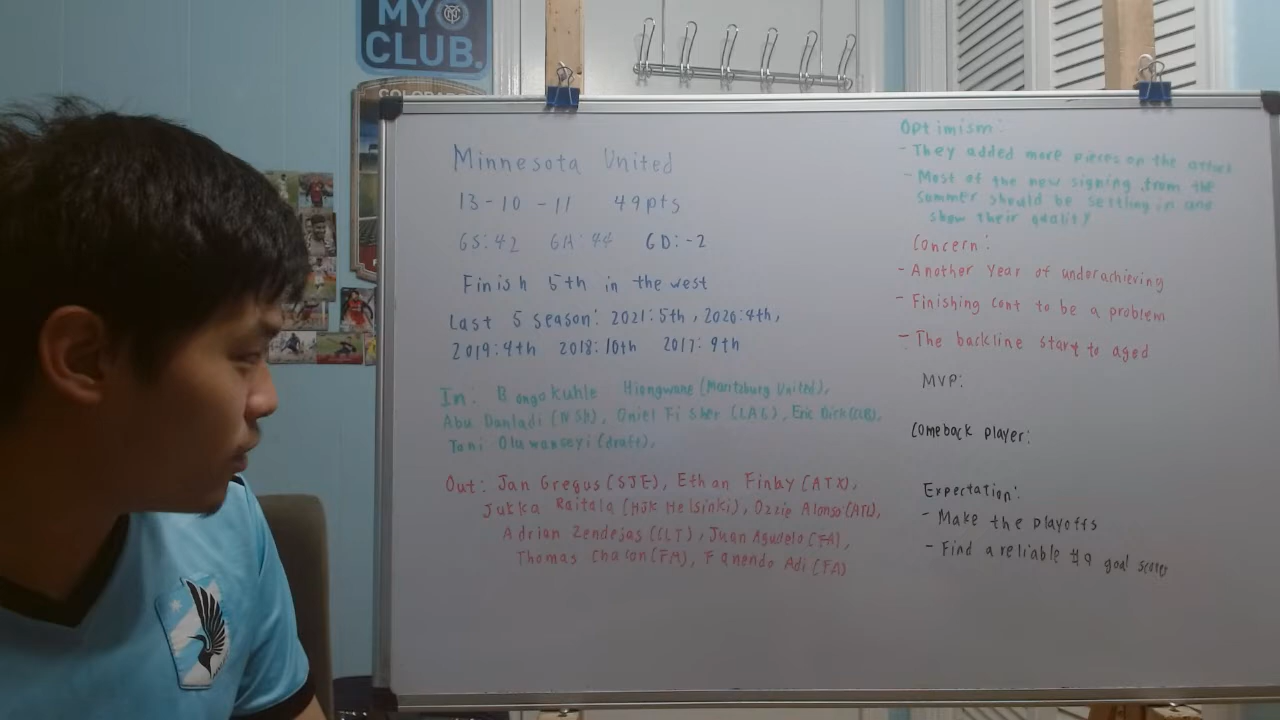 MY
CLUB.
COLORA
Minnesota United
13-10-11 49pts
GS:42 GA:44 GD:-2
Finish 5th in the west
Last 5 season: 2021:5th, 2020:4th,
2019:4th 2018:10th 2017:9th
In: Bongokuhle Hlongwane (Maritzburg United),
Abu Danladi (NSH), Oniel Fisher (LAG), Eric Dick (CLB),
Tani Oluwaseyi (draft),
Out: Jan Gregus (SJE), Ethan Finlay (ATX),
Jukka Raitala (HJK Helsinki), Ozzie Alonso (ATL),
Adrian Zendejas (CLT), Juan Agudelo (FA),
Thomas Chacon (FA), Fanendo Adi (FA)
Optimism:
- They added more pieces on the attack
- Most of the new signing from the
summer should be settling in and
show their quality
Concern:
- Another year of underachieving
- Finishing cont to be a problem
- The backline start to aged
MVP:
Comeback player:
Expectation:
- Make the playoffs
- Find a reliable #9 goal scorer